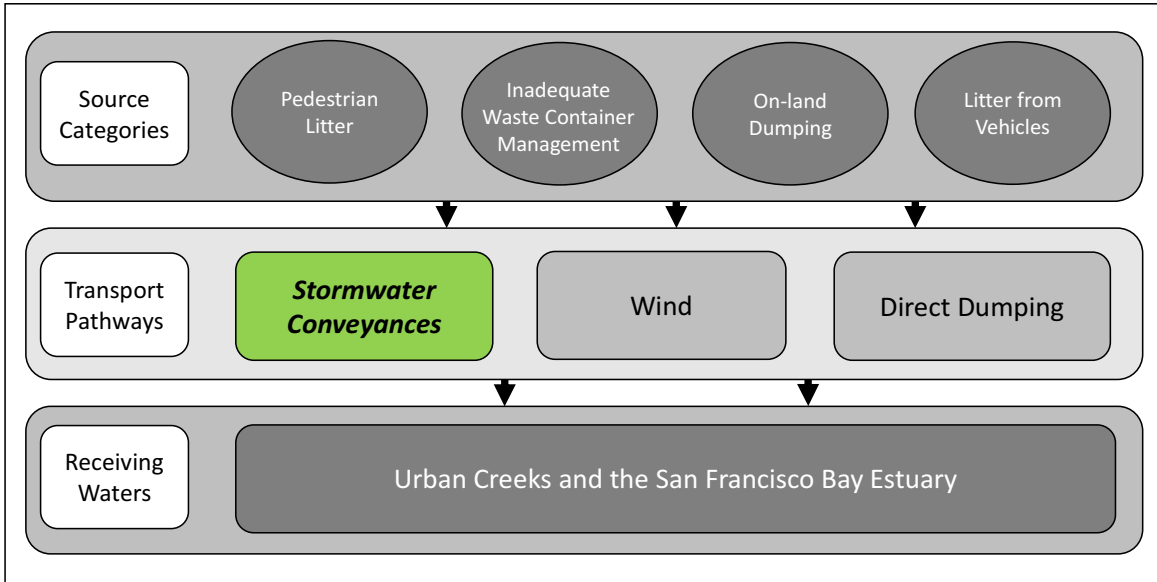 Source
Categories
Pedestrian
Litter
Inadequate
Waste Container
Management
On-land
Dumping
Litter from
Vehicles
Transport
Pathways
Stormwater
Conveyances
Wind
Direct Dumping
Receiving
Waters
Urban Creeks and the San Francisco Bay Estuary